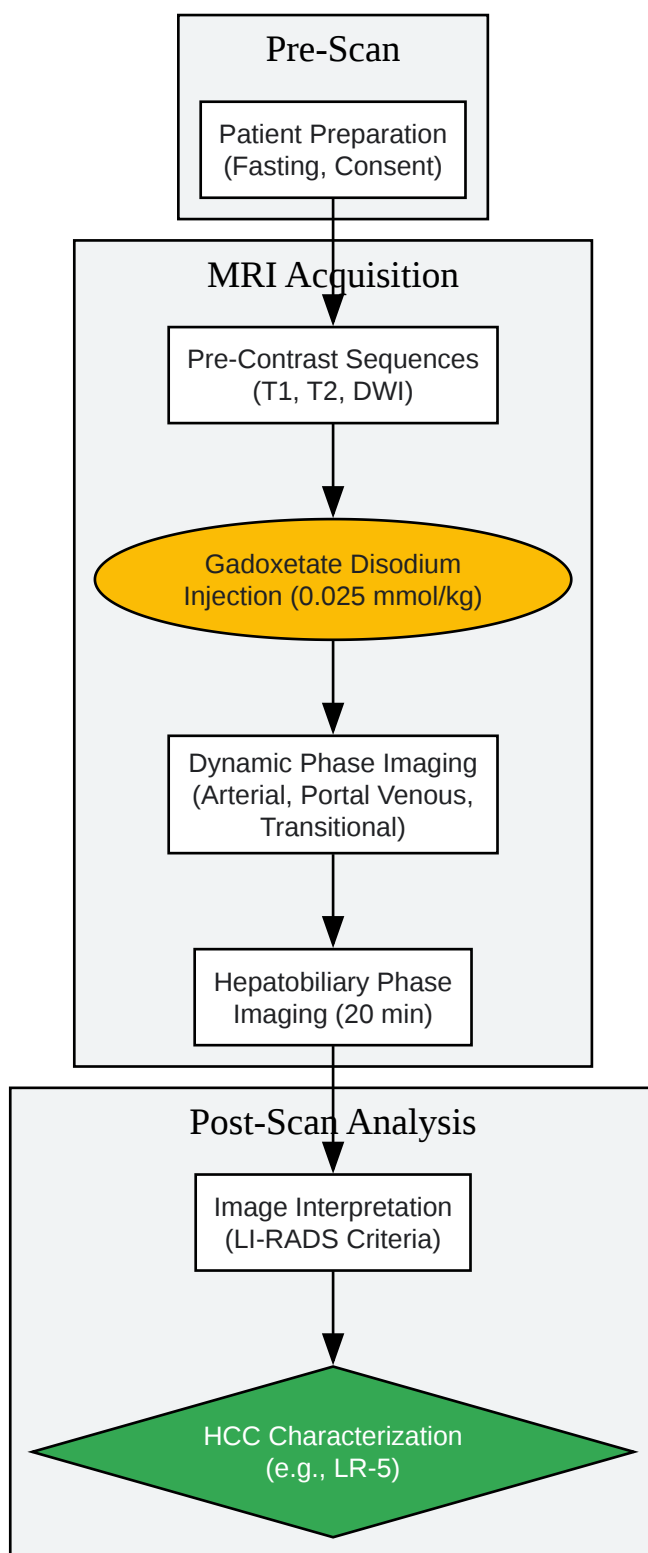 Pre-Scan
Patient Preparation
(Fasting, Consent)
MRI Acquisition
Pre-Contrast Sequences
(T1, T2, DWI)
Gadoxetate Disodium
Injection (0.025 mmol/kg)
Dynamic Phase Imaging
(Arterial, Portal Venous,
Transitional)
Hepatobiliary Phase
Imaging (20 min)
Post-Scan Analysis
Image Interpretation
(LI-RADS Criteria)
HCC Characterization
(e.g., LR-5)